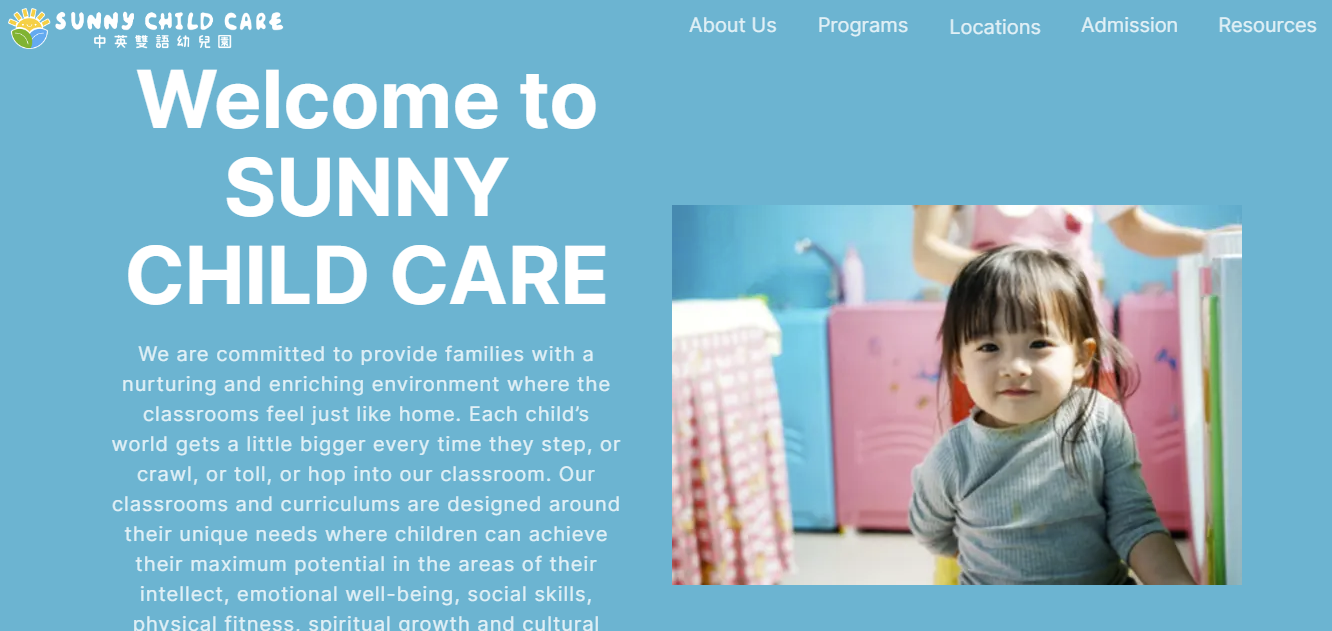 SUNNY CHILD CARE
中英雙語幼兒園
About Us
Programs
Locations
Admission
Resources
Welcome to
SUNNY
CHILD CARE
We are committed to provide families with a
nurturing and enriching environment where the
classrooms feel just like home. Each child’s
world gets a little bigger every time they step, or
crawl, or toll, or hop into our classroom. Our
classrooms and curriculums are designed around
their unique needs where children can achieve
their maximum potential in the areas of their
intellect, emotional well-being, social skills,
physical fitness, spiritual growth and cultural